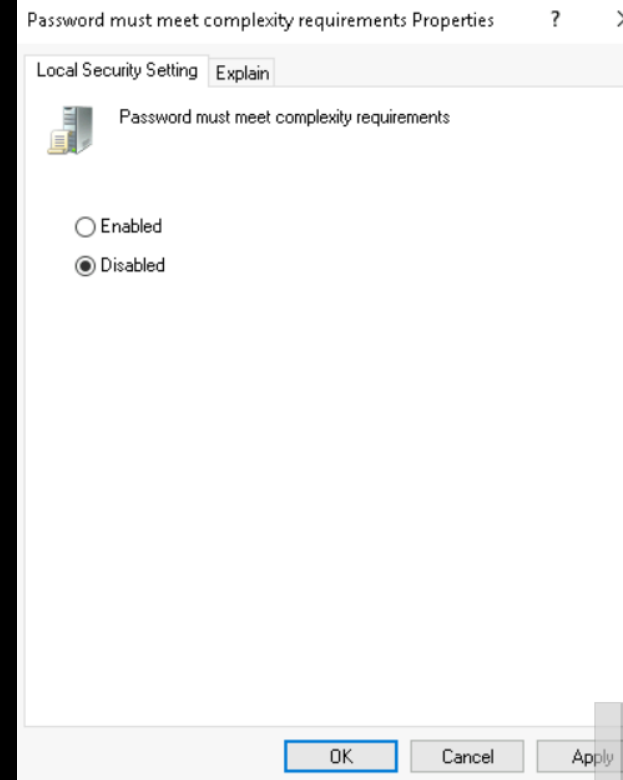 Password must meet complexity requirements Properties ?
Local Security Setting Explain
Password must meet complexity requirements
Enabled
Disabled
OK Cancel Apply